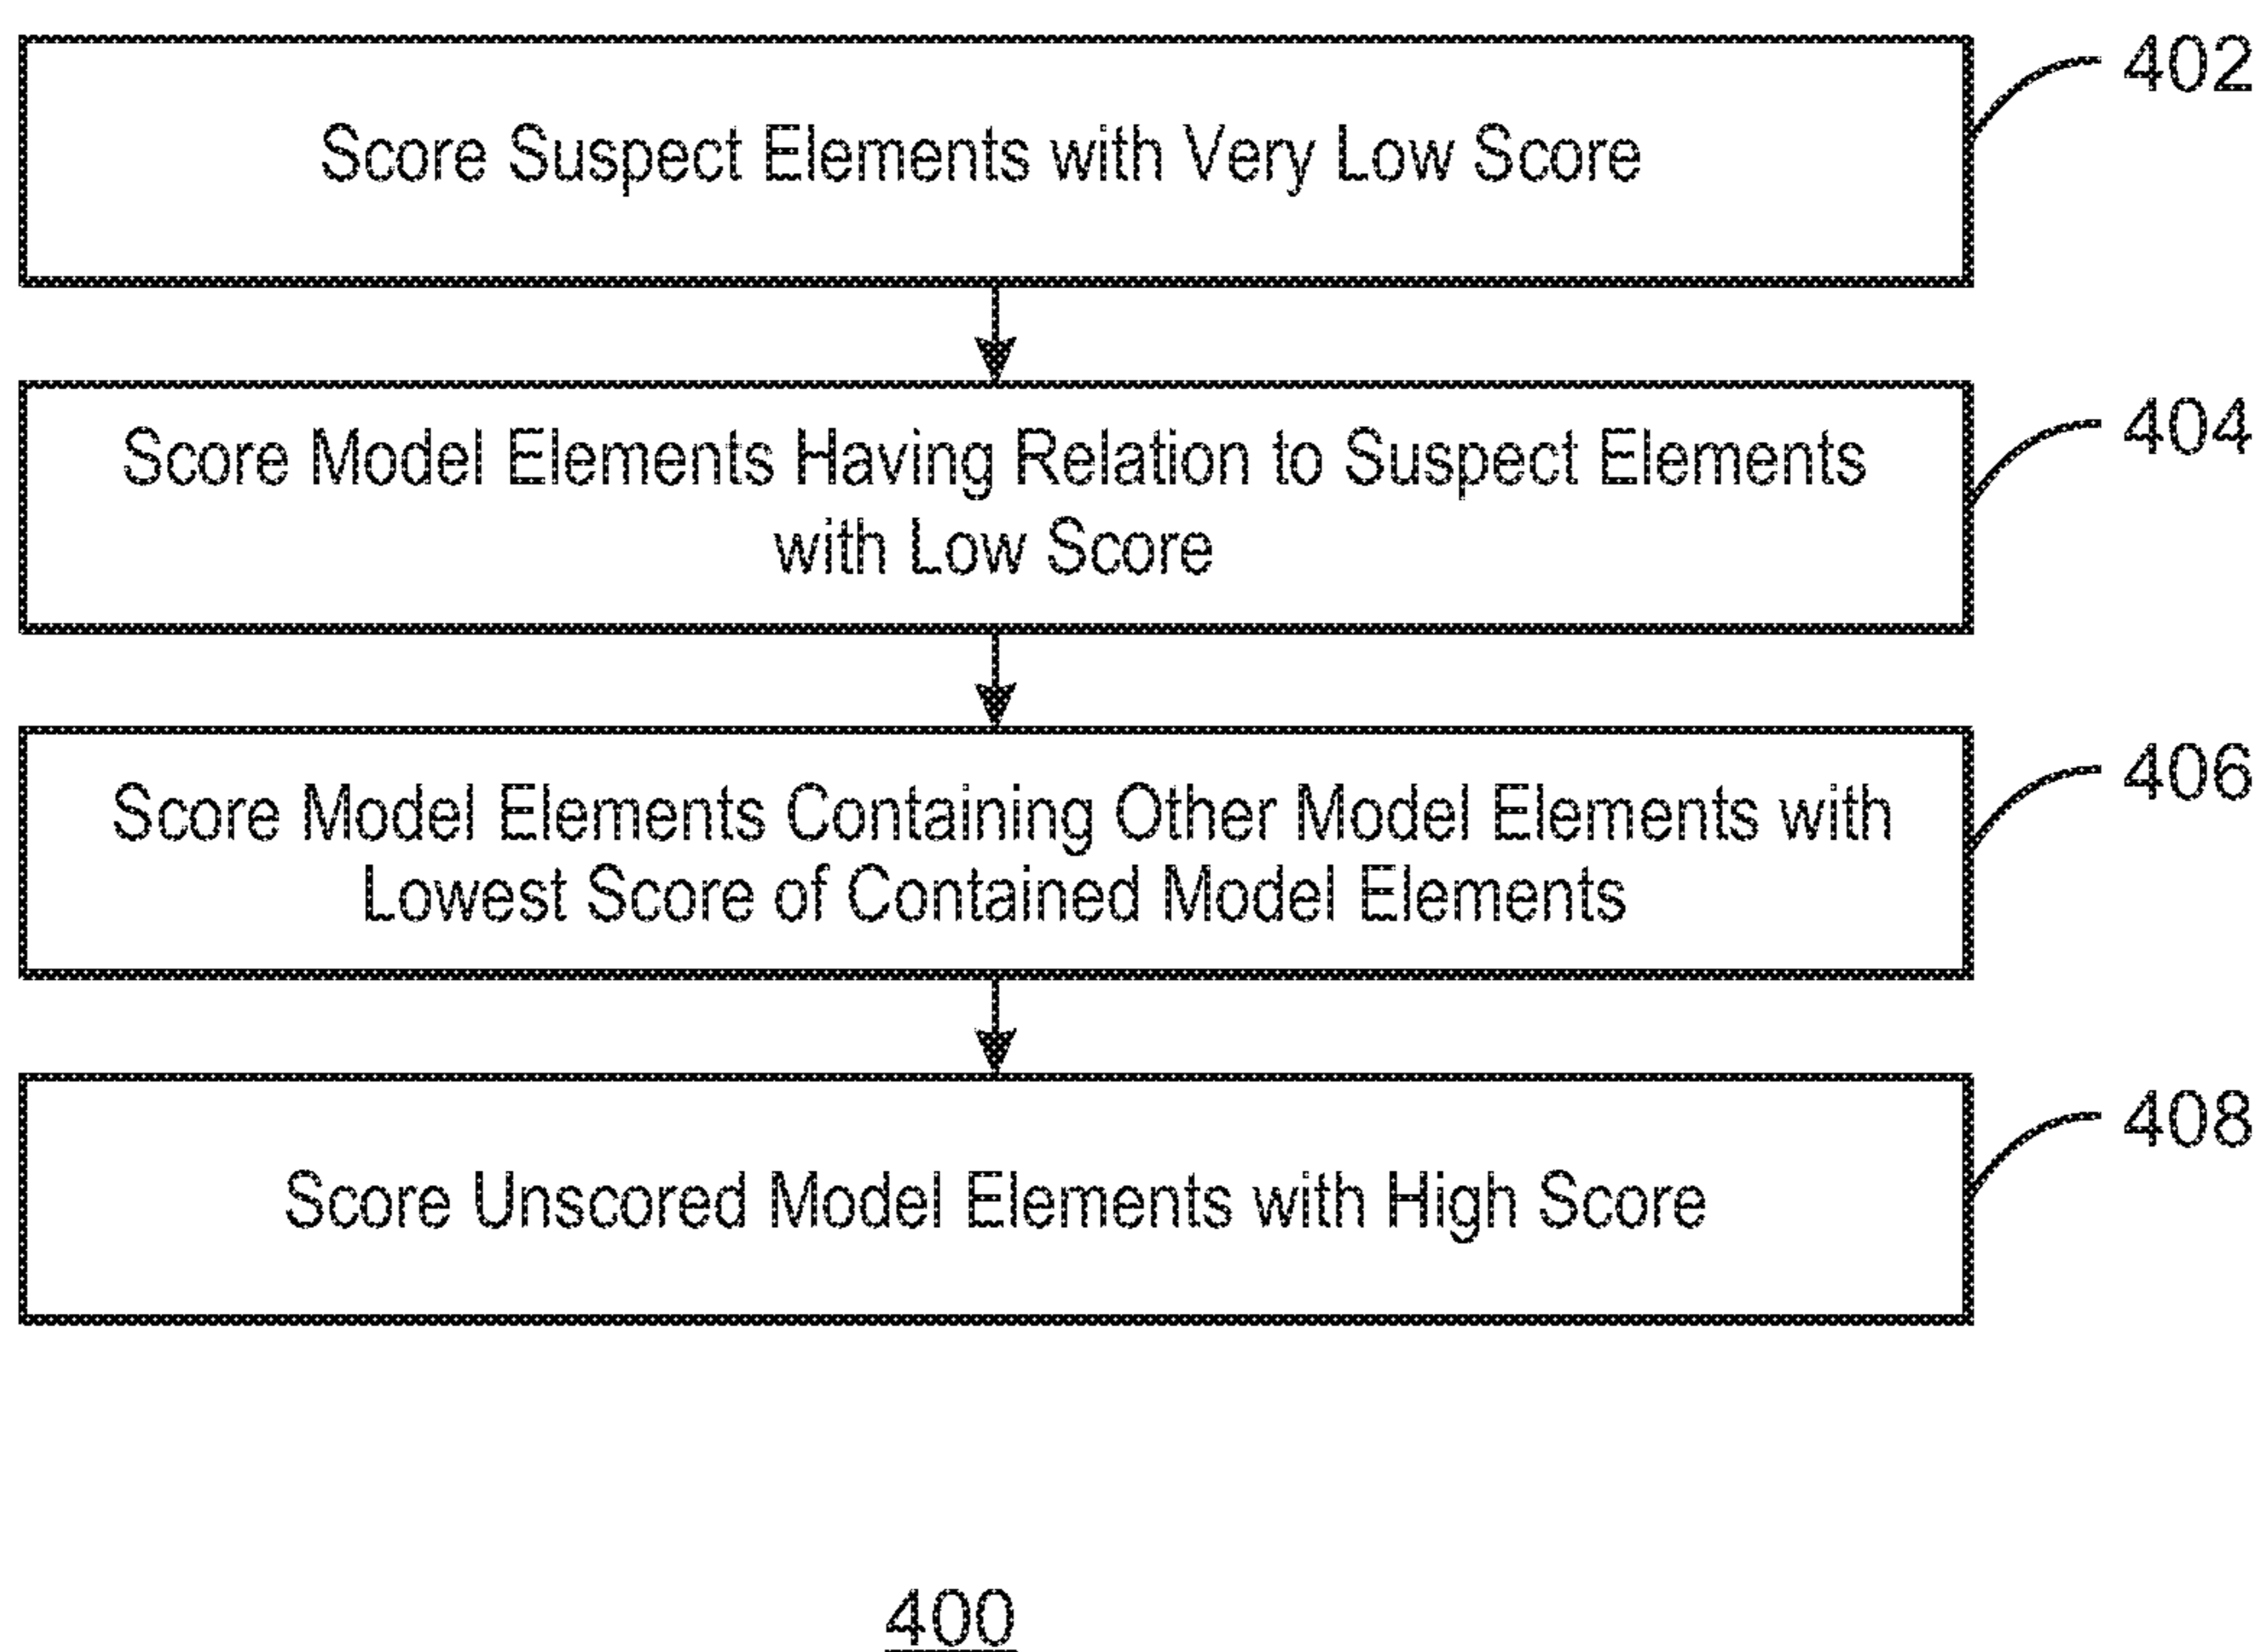 402
Score Suspect Elements with Very Low Score
404
Score Model Elements Having Relation to Suspect Elements
with Low Score
406
Score Model Elements Containing Other Model Elements with
Lowest Score of Contained Model Elements
408
Score Unscored Model Elements with High Score
400